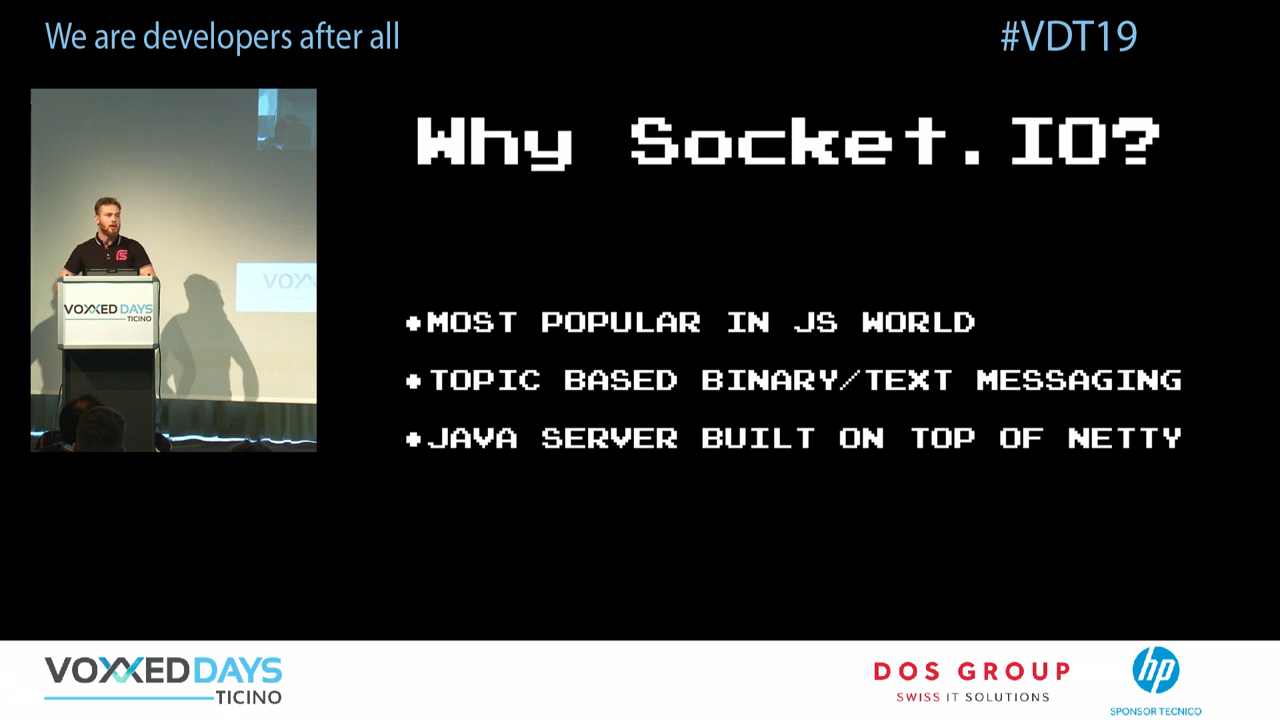 We are developers after all
#VDT19
Why Socket.IO?
•MOST POPULAR IN JS WORLD
•TOPIC BASED BINARY/TEXT MESSAGING
•JAVA SERVER BUILT ON TOP OF NETTY
VOXXED DAYS
TICINO
VOXXED DAYS
TICINO
DOS GROUP
SWISS IT SOLUTIONS
hp
SPONSOR TECNICO